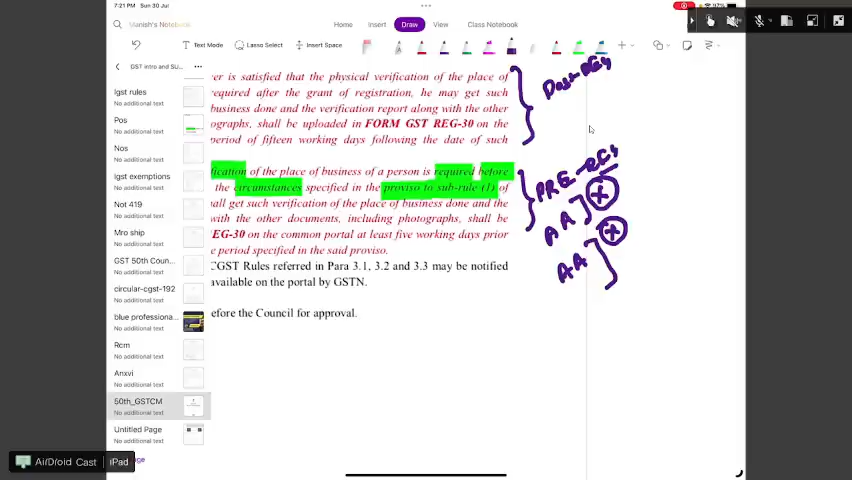 7:21 PM Sun 30 Jul
97%
Manish's Notebook
Home Insert Draw View Class Notebook
Text Mode Lasso Select Insert Space
GST intro and SU...
Igst rules
No additional text
Pos
No additional text
Nos
No additional text
Igst exemptions
No additional text
Not 419
No additional text
Mro ship
No additional text
GST 50th Coun...
No additional text
circular-cgst-192
No additional text
blue professiona...
No additional text
Rcm
No additional text
Anxvi
No additional text
50th_GSTCM
No additional text
Untitled Page
No additional text
er is satisfied that the physical verification of the place of
required after the grant of registration, he may get such
business done and the verification report along with the other
ographs, shall be uploaded in FORM GST REG-30 on the
period of fifteen working days following the date of such
fication of the place of business of a person is required before
the circumstances specified in the proviso to sub-rule (1) of
all get such verification of the place of business done and the
with the other documents, including photographs, shall be
EG-30 on the common portal at least five working days prior
e period specified in the said proviso.
CGST Rules referred in Para 3.1, 3.2 and 3.3 may be notified
available on the portal by GSTN.
efore the Council for approval.
Post-REG
PRE-REG
AA
AA
AirDroid Cast iPad